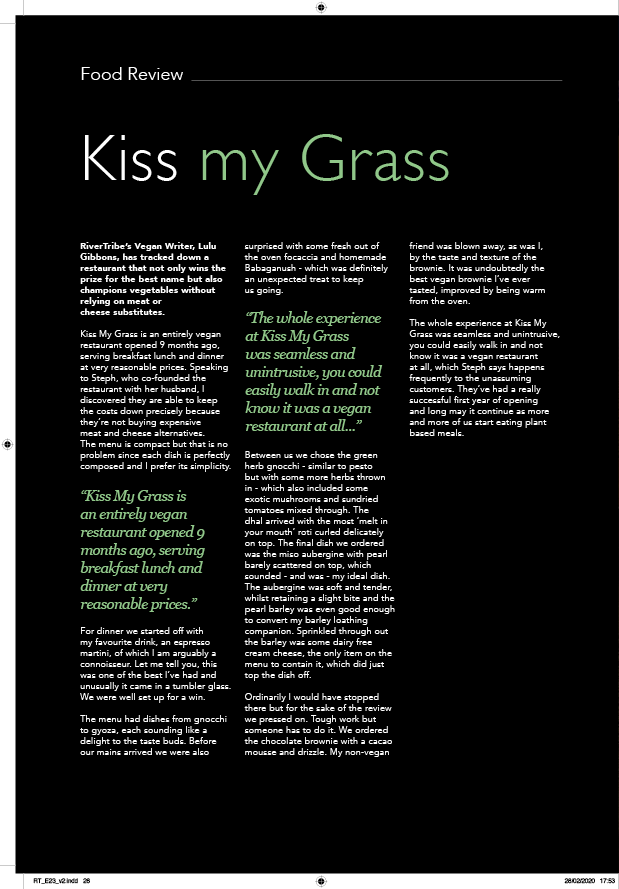 Food Review
Kiss my Grass
RiverTribe's Vegan Writer, Lulu
Gibbons, has tracked down a
restaurant that not only wins the
prize for the best name but also
champions vegetables without
relying on meat or
cheese substitutes.
Kiss My Grass is an entirely vegan
restaurant opened 9 months ago,
serving breakfast lunch and dinner
at very reasonable prices. Speaking
to Steph, who co-founded the
restaurant with her husband, I
discovered they are able to keep
the costs down precisely because
they're not buying expensive
meat and cheese alternatives.
The menu is compact but that is no
problem since each dish is perfectly
composed and I prefer its simplicity.
"Kiss My Grass is
an entirely vegan
restaurant opened 9
months ago, serving
breakfast lunch and
dinner at very
reasonable prices."
For dinner we started off with
my favourite drink, an espresso
martini, of which I am arguably a
connoisseur. Let me tell you, this
was one of the best I've had and
unusually it came in a tumbler glass.
We were well set up for a win.
The menu had dishes from gnocchi
to gyoza, each sounding like a
delight to the taste buds. Before
our mains arrived we were also
surprised with some fresh out of
the oven focaccia and homemade
Babaganush - which was definitely
an unexpected treat to keep
us going.
"The whole experience
at Kiss My Grass
was seamless and
unintrusive, you could
easily walk in and not
know it was a vegan
restaurant at all..."
Between us we chose the green
herb gnocchi - similar to pesto
but with some more herbs thrown
in - which also included some
exotic mushrooms and sundried
tomatoes mixed through. The
dhal arrived with the most 'melt in
your mouth' roti curled delicately
on top. The final dish we ordered
was the miso aubergine with pearl
barely scattered on top, which
sounded - and was - my ideal dish.
The aubergine was soft and tender,
whilst retaining a slight bite and the
pearl barley was even good enough
to convert my barley loathing
companion. Sprinkled through out
the barley was some dairy free
cream cheese, the only item on the
menu to contain it, which did just
top the dish off.
Ordinarily I would have stopped
there but for the sake of the review
we pressed on. Tough work but
someone has to do it. We ordered
the chocolate brownie with a cacao
mousse and drizzle. My non-vegan
friend was blown away, as was I,
by the taste and texture of the
brownie. It was undoubtedly the
best vegan brownie I've ever
tasted, improved by being warm
from the oven.
The whole experience at Kiss My
Grass was seamless and unintrusive,
you could easily walk in and not
know it was a vegan restaurant
at all, which Steph says happens
frequently to the unassuming
customers. They've had a really
successful first year of opening
and long may it continue as more
and more of us start eating plant
based meals.
RT_E23_v2.indd 26
28/02/2020 17:53